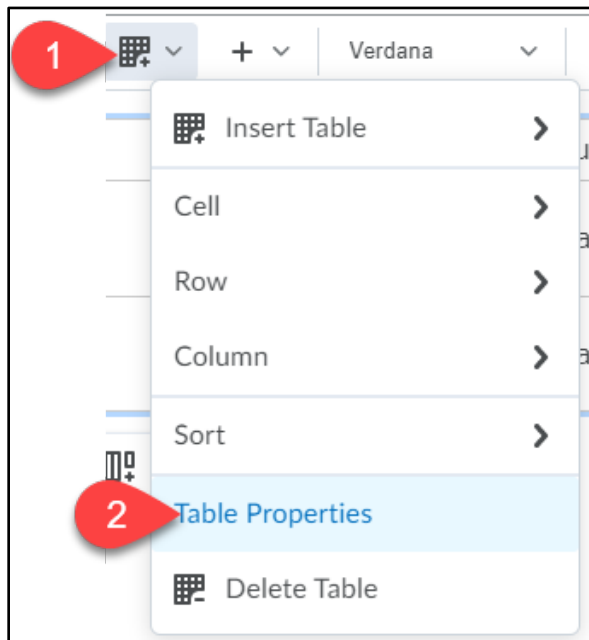 1
Verdana
Insert Table
Cell
Row
Column
Sort
2
Table Properties
Delete Table